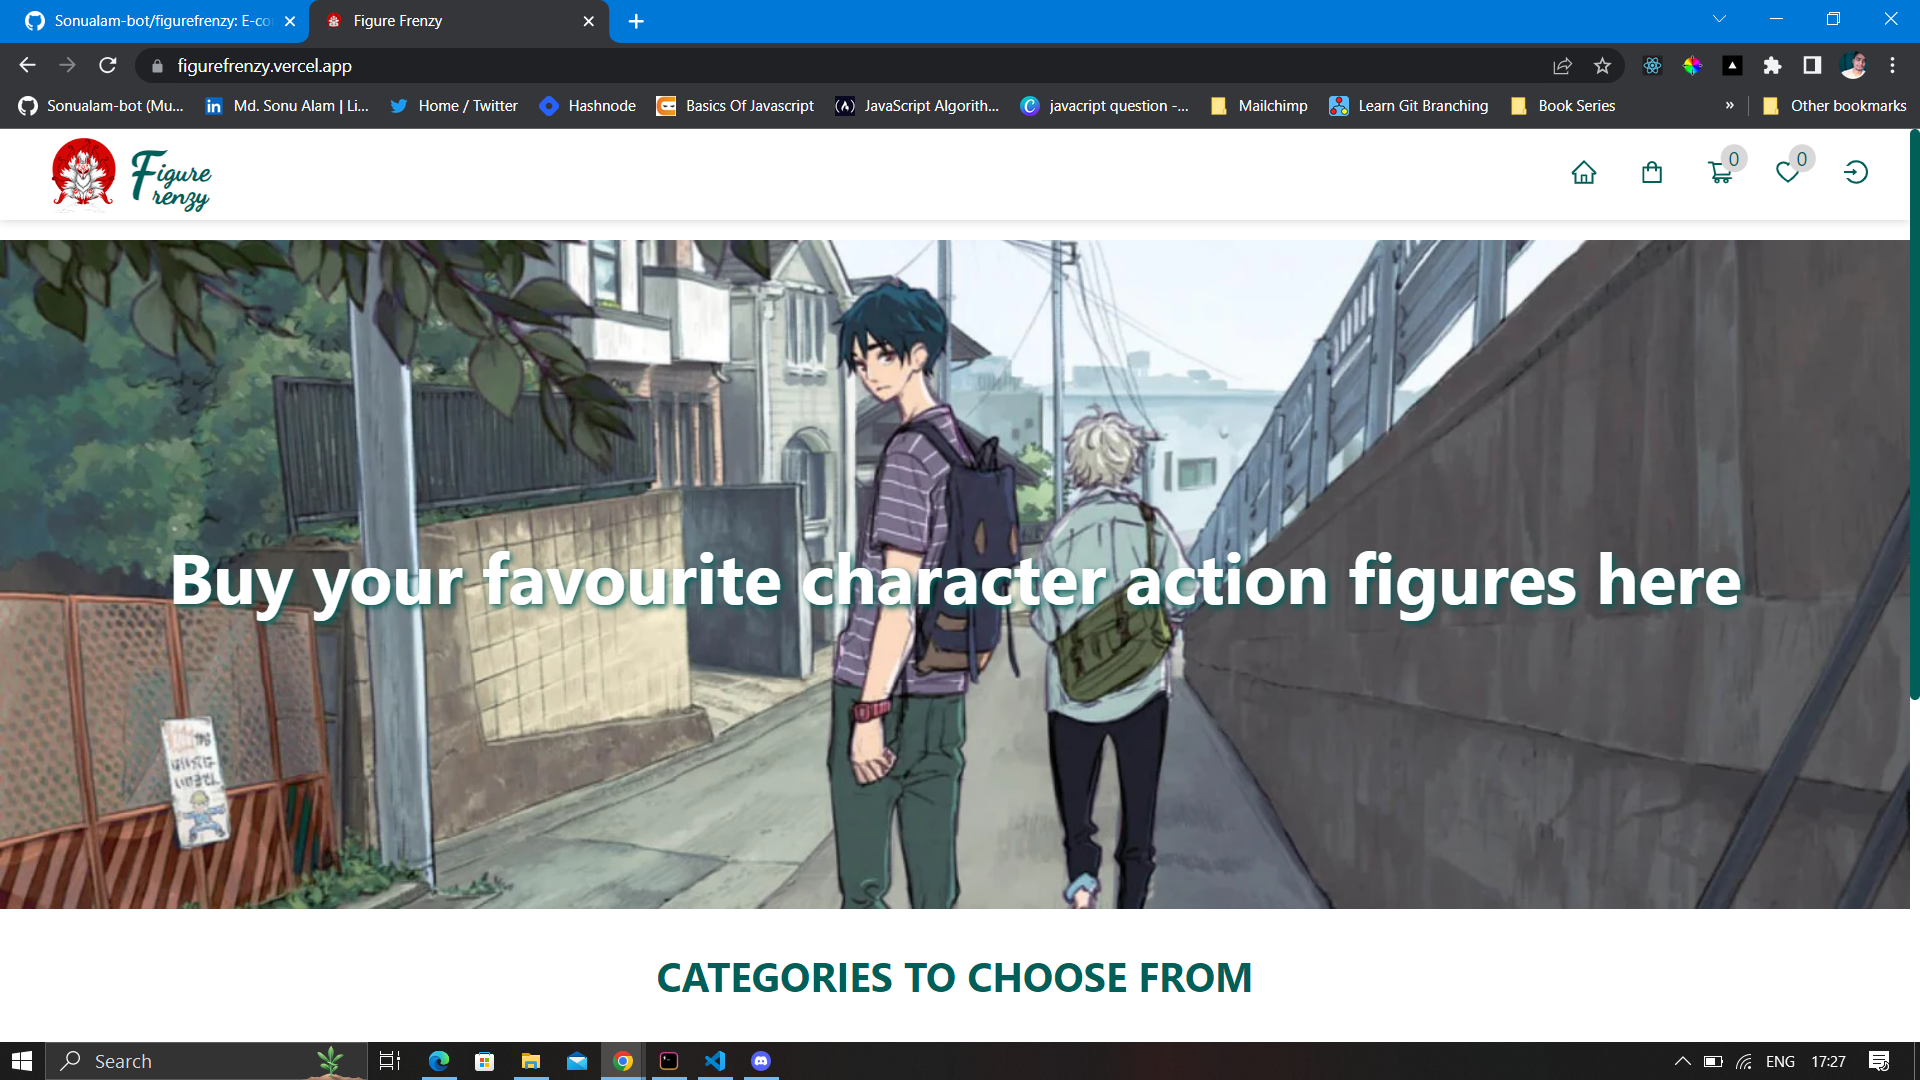 Sonualam-bot/figurefrenzy: E-co
Figure Frenzy
figurefrenzy.vercel.app
Sonualam-bot (Mu...
Md. Sonu Alam | Li...
Home / Twitter
Hashnode
Basics Of Javascript
JavaScript Algorith...
javacript question -...
Mailchimp
Learn Git Branching
Book Series
»
Other bookmarks
Figure
Frenzy
0
0
Buy your favourite character action figures here
CATEGORIES TO CHOOSE FROM
Search
ENG
17:27